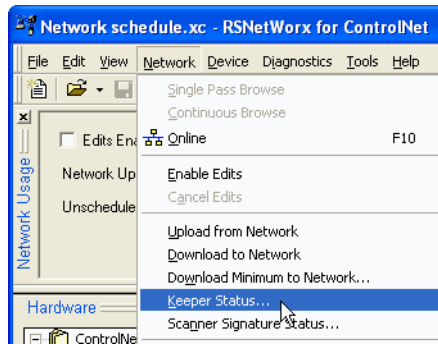 Network schedule.xc - RSNetWorx for ControlNet
File Edit View Network Device Diagnostics Tools Help
Single Pass Browse
Continuous Browse
Edits Ena
Online F10
Network Usage
Network Up
Enable Edits
Cancel Edits
Unschedule
Upload from Network
Download to Network
Download Minimum to Network...
Hardware
Keeper Status...
Scanner Signature Status...
ControlNe